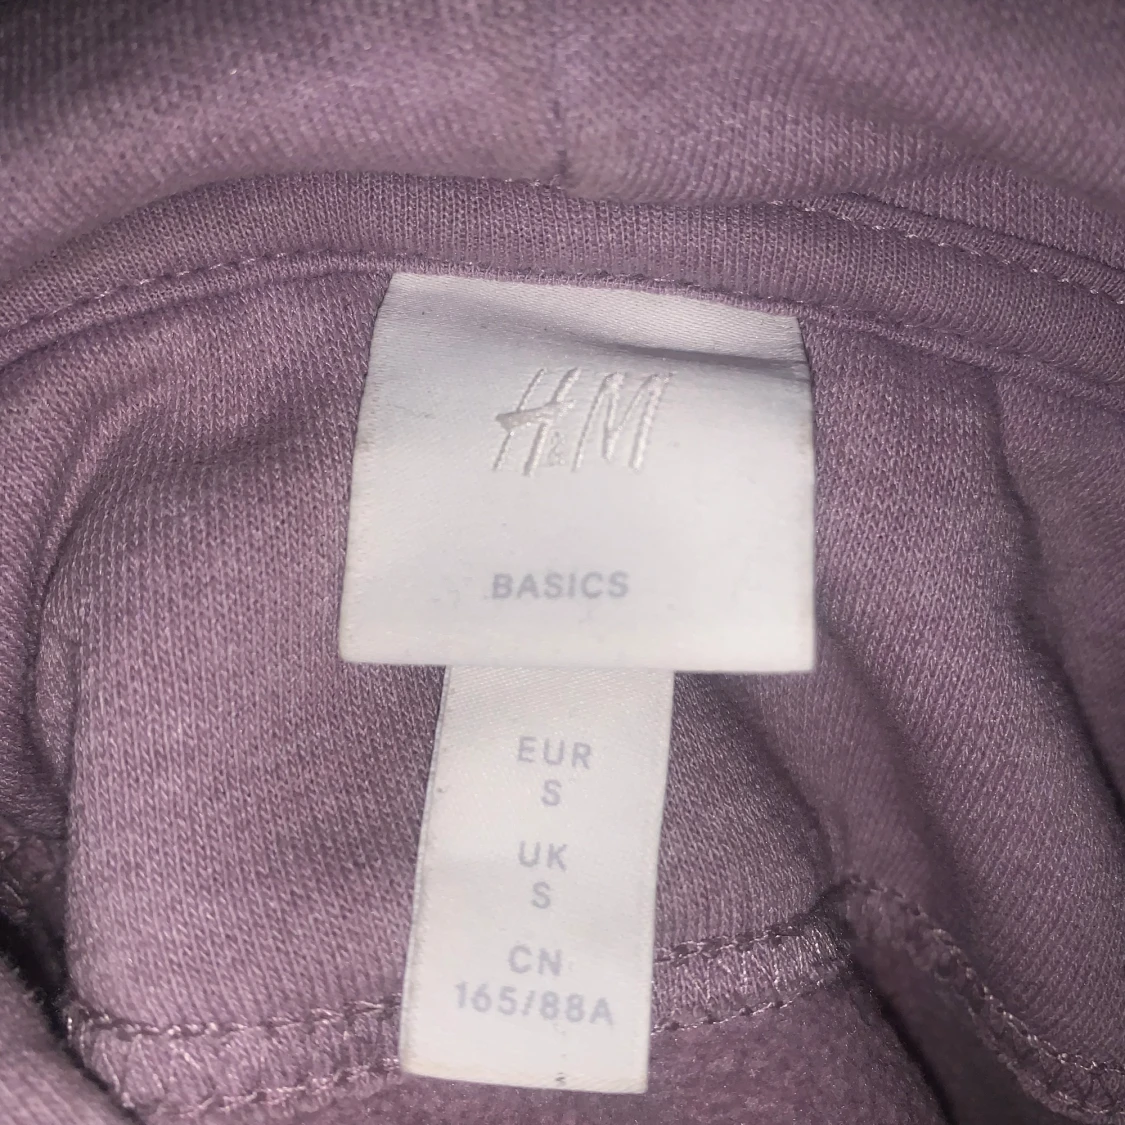 H&M
BASICS
EUR
S
UK
S
CN
165/88A